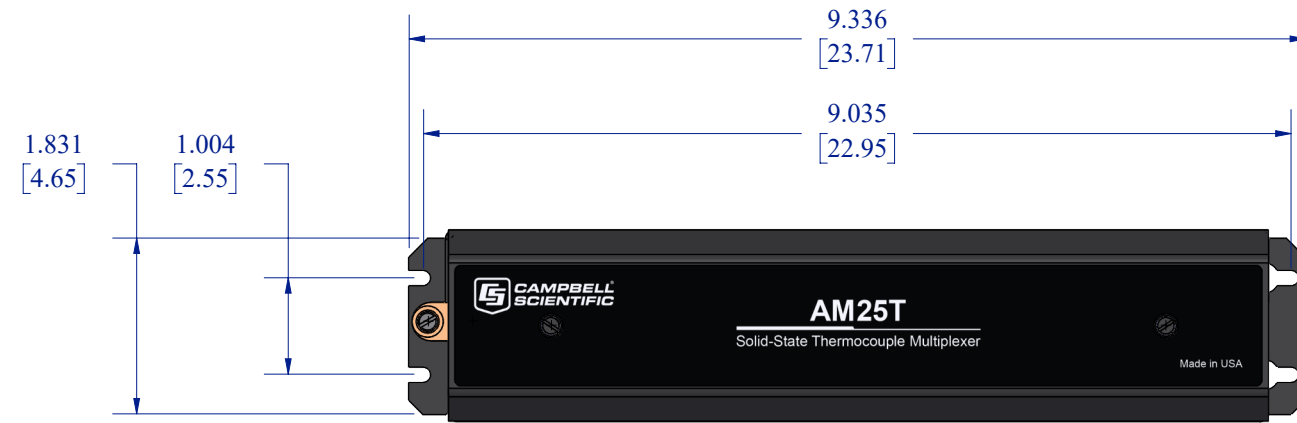 9.336
[23.71]
9.035
[22.95]
1.831
[4.65]
1.004
[2.55]
CAMPBELL
SCIENTIFIC
AM25T
Solid-State Thermocouple Multiplexer
Made in USA